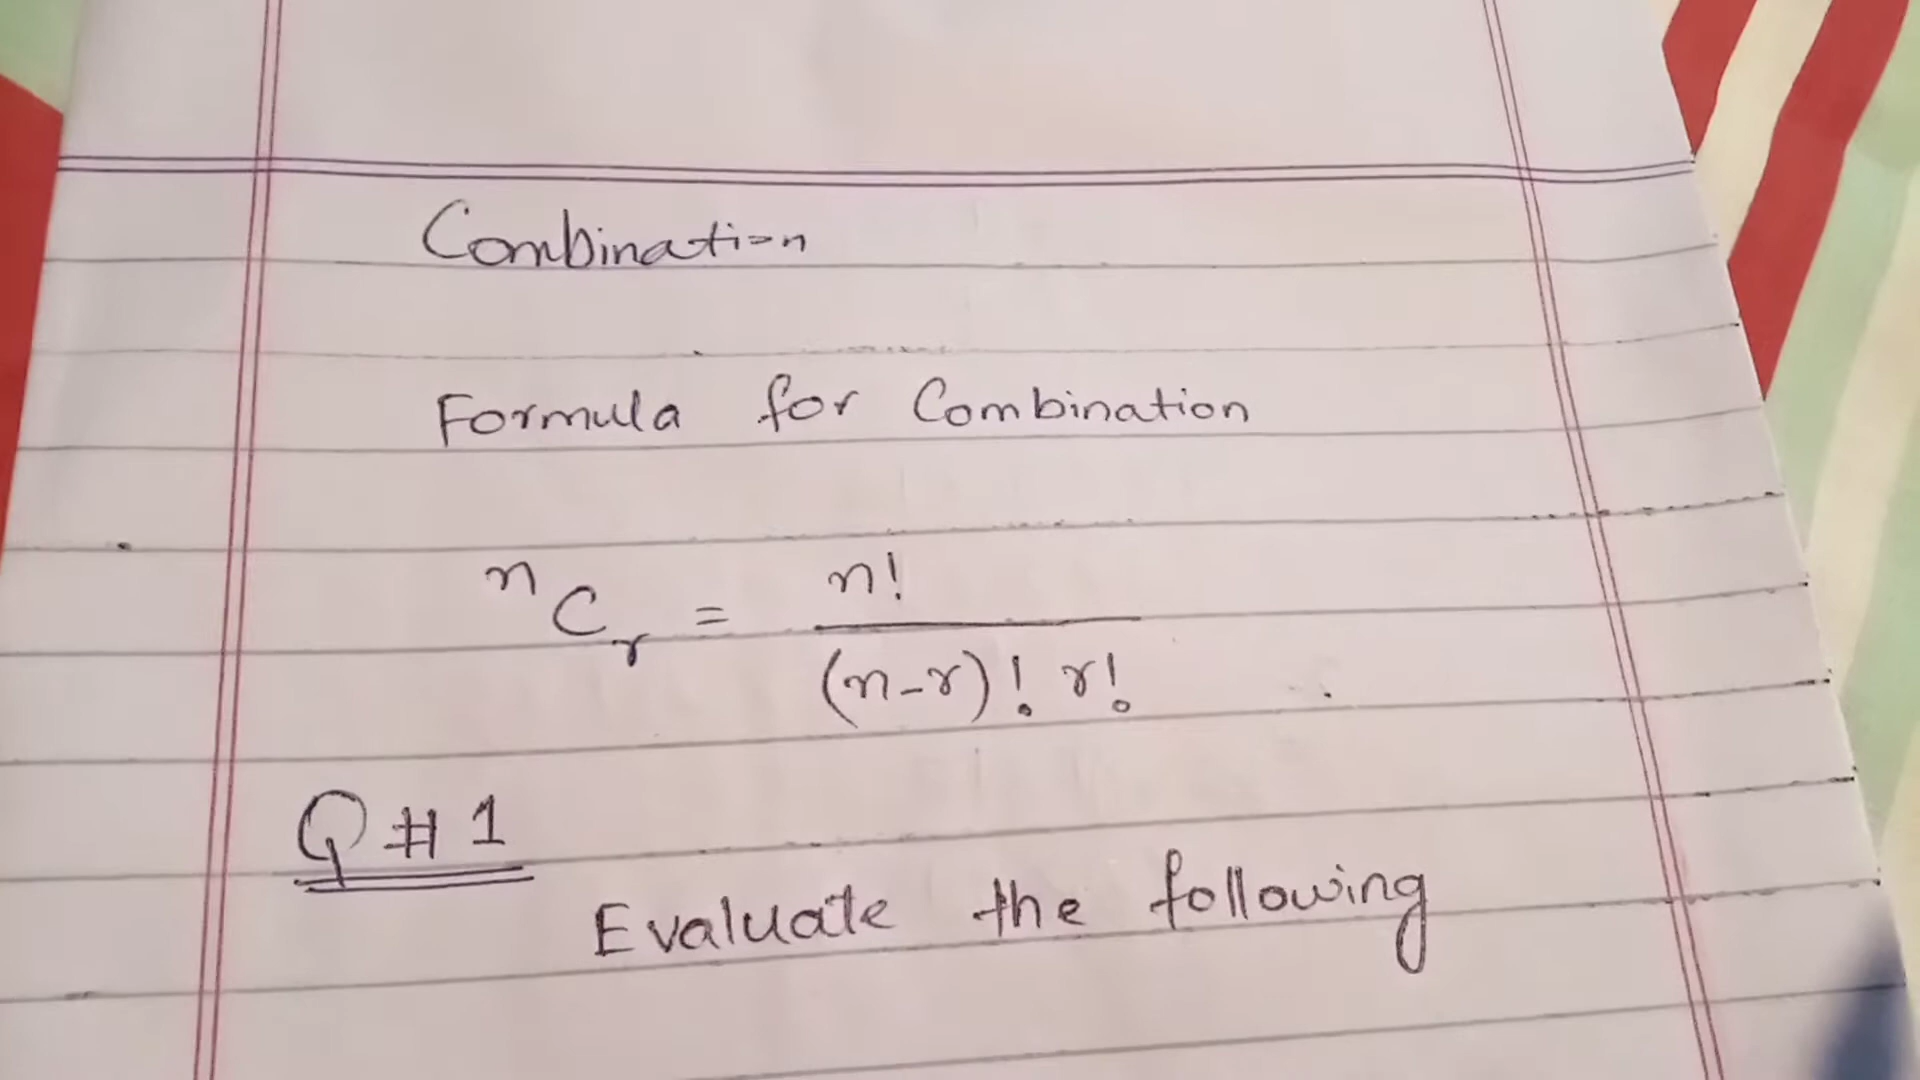 Combination
Formula for Combination
ⁿCᵣ = n! / (n-r)! r!
Q#1
Evaluate the following